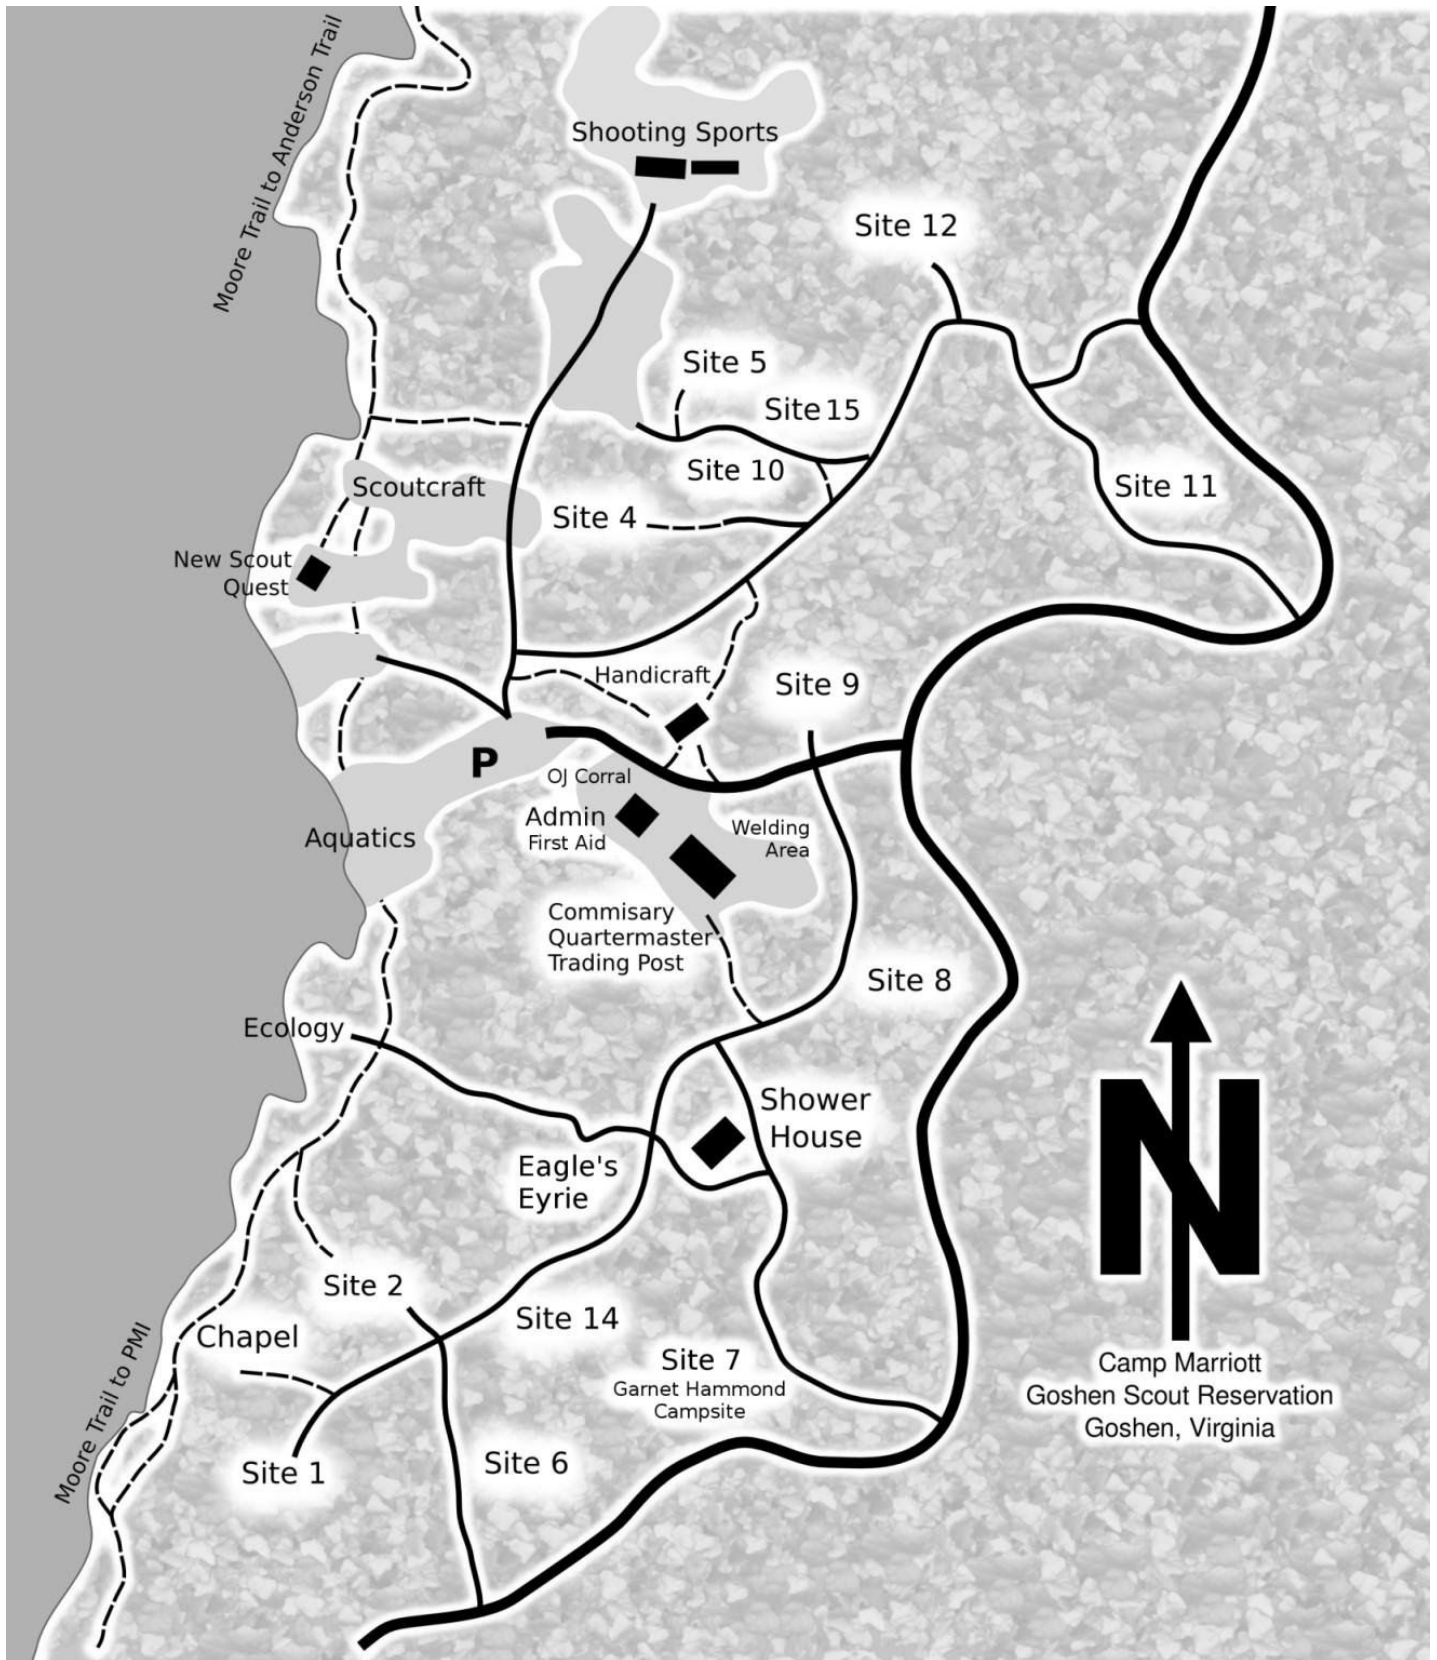 Moore Trail to Anderson Trail
Shooting Sports
Site 12
Site 5
Site 15
Site 10
Site 11
Scoutcraft
Site 4
New Scout
Quest
Handicraft
Site 9
P
OJ Corral
Admin
First Aid
Welding
Area
Aquatics
Commisary
Quartermaster
Trading Post
Site 8
Ecology
Shower
House
Eagle's
Eyrie
Site 2
Site 14
Chapel
Site 7
Garnet Hammond
Campsite
Moore Trail to PMI
Site 1
Site 6
N
Camp Marriott
Goshen Scout Reservation
Goshen, Virginia